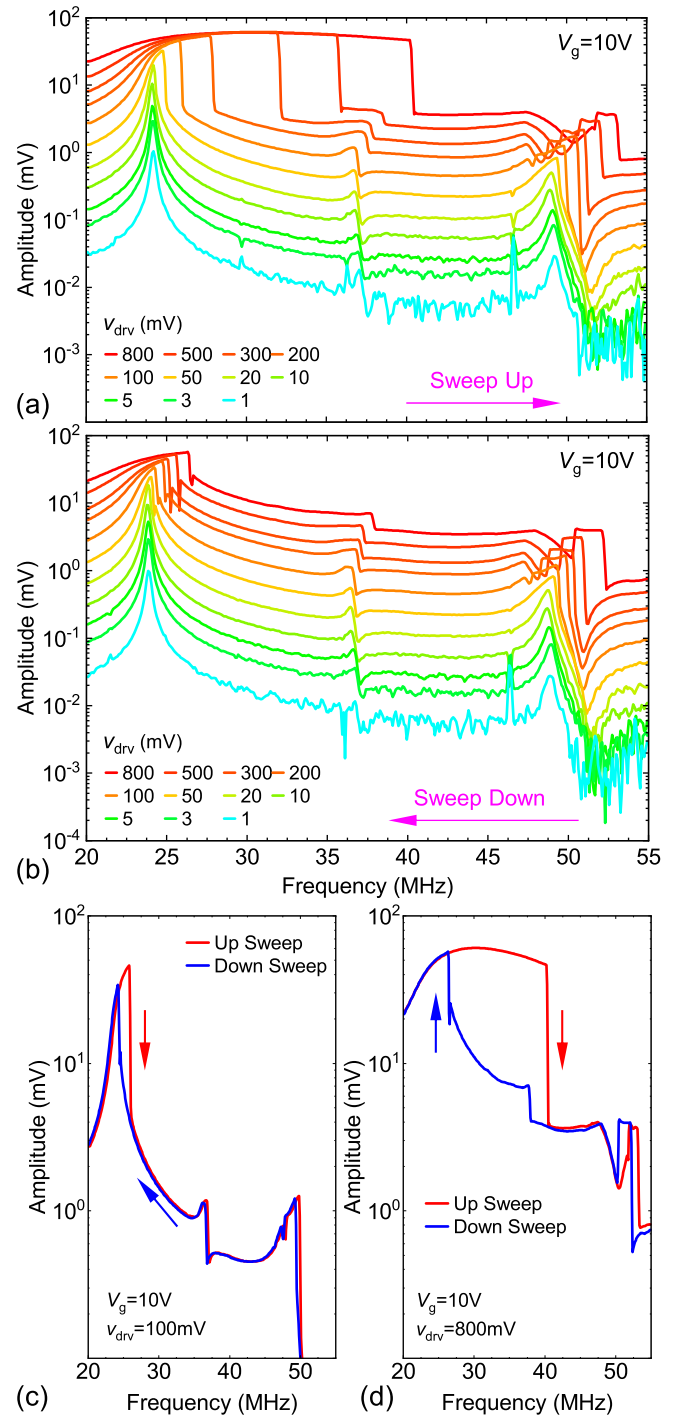 10²
V_g=10V
10¹
10⁰
10⁻¹
10⁻²
10⁻³
Amplitude (mV)
v_drv (mV)
800 500 300 200
100 50 20 10
5 3 1
Sweep Up
(a)
10²
V_g=10V
10¹
10⁰
10⁻¹
10⁻²
10⁻³
10⁻⁴
Amplitude (mV)
v_drv (mV)
800 500 300 200
100 50 20 10
5 3 1
Sweep Down
20 25 30 35 40 45 50 55
(b)
Frequency (MHz)
10²
Up Sweep
Down Sweep
10¹
10⁰
Amplitude (mV)
V_g=10V
v_drv=100mV
20 30 40 50
(c)
Frequency (MHz)
10²
10¹
10⁰
Amplitude (mV)
Up Sweep
Down Sweep
V_g=10V
v_drv=800mV
20 30 40 50
(d)
Frequency (MHz)